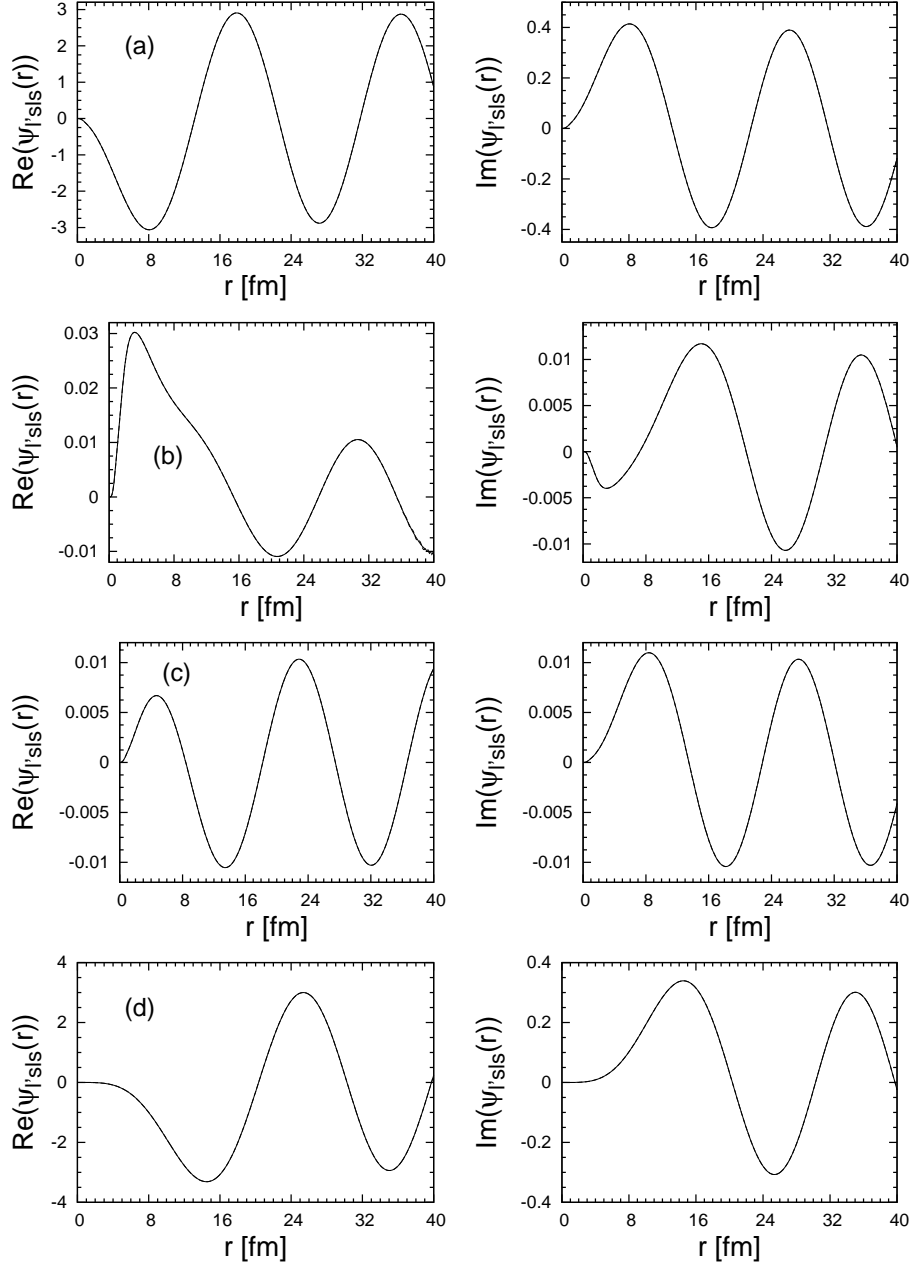 (a)
Re(ψl'sls(r))
3
2
1
0
-1
-2
-3
0 8 16 24 32 40
r [fm]
Im(ψl'sls(r))
0.4
0.2
0
-0.2
-0.4
0 8 16 24 32 40
r [fm]
(b)
Re(ψl'sls(r))
0.03
0.02
0.01
0
-0.01
0 8 16 24 32 40
r [fm]
Im(ψl'sls(r))
0.01
0.005
0
-0.005
-0.01
0 8 16 24 32 40
r [fm]
(c)
Re(ψl'sls(r))
0.01
0.005
0
-0.005
-0.01
0 8 16 24 32 40
r [fm]
Im(ψl'sls(r))
0.01
0.005
0
-0.005
-0.01
0 8 16 24 32 40
r [fm]
(d)
Re(ψl'sls(r))
4
2
0
-2
-4
0 8 16 24 32 40
r [fm]
Im(ψl'sls(r))
0.4
0.2
0
-0.2
-0.4
0 8 16 24 32 40
r [fm]